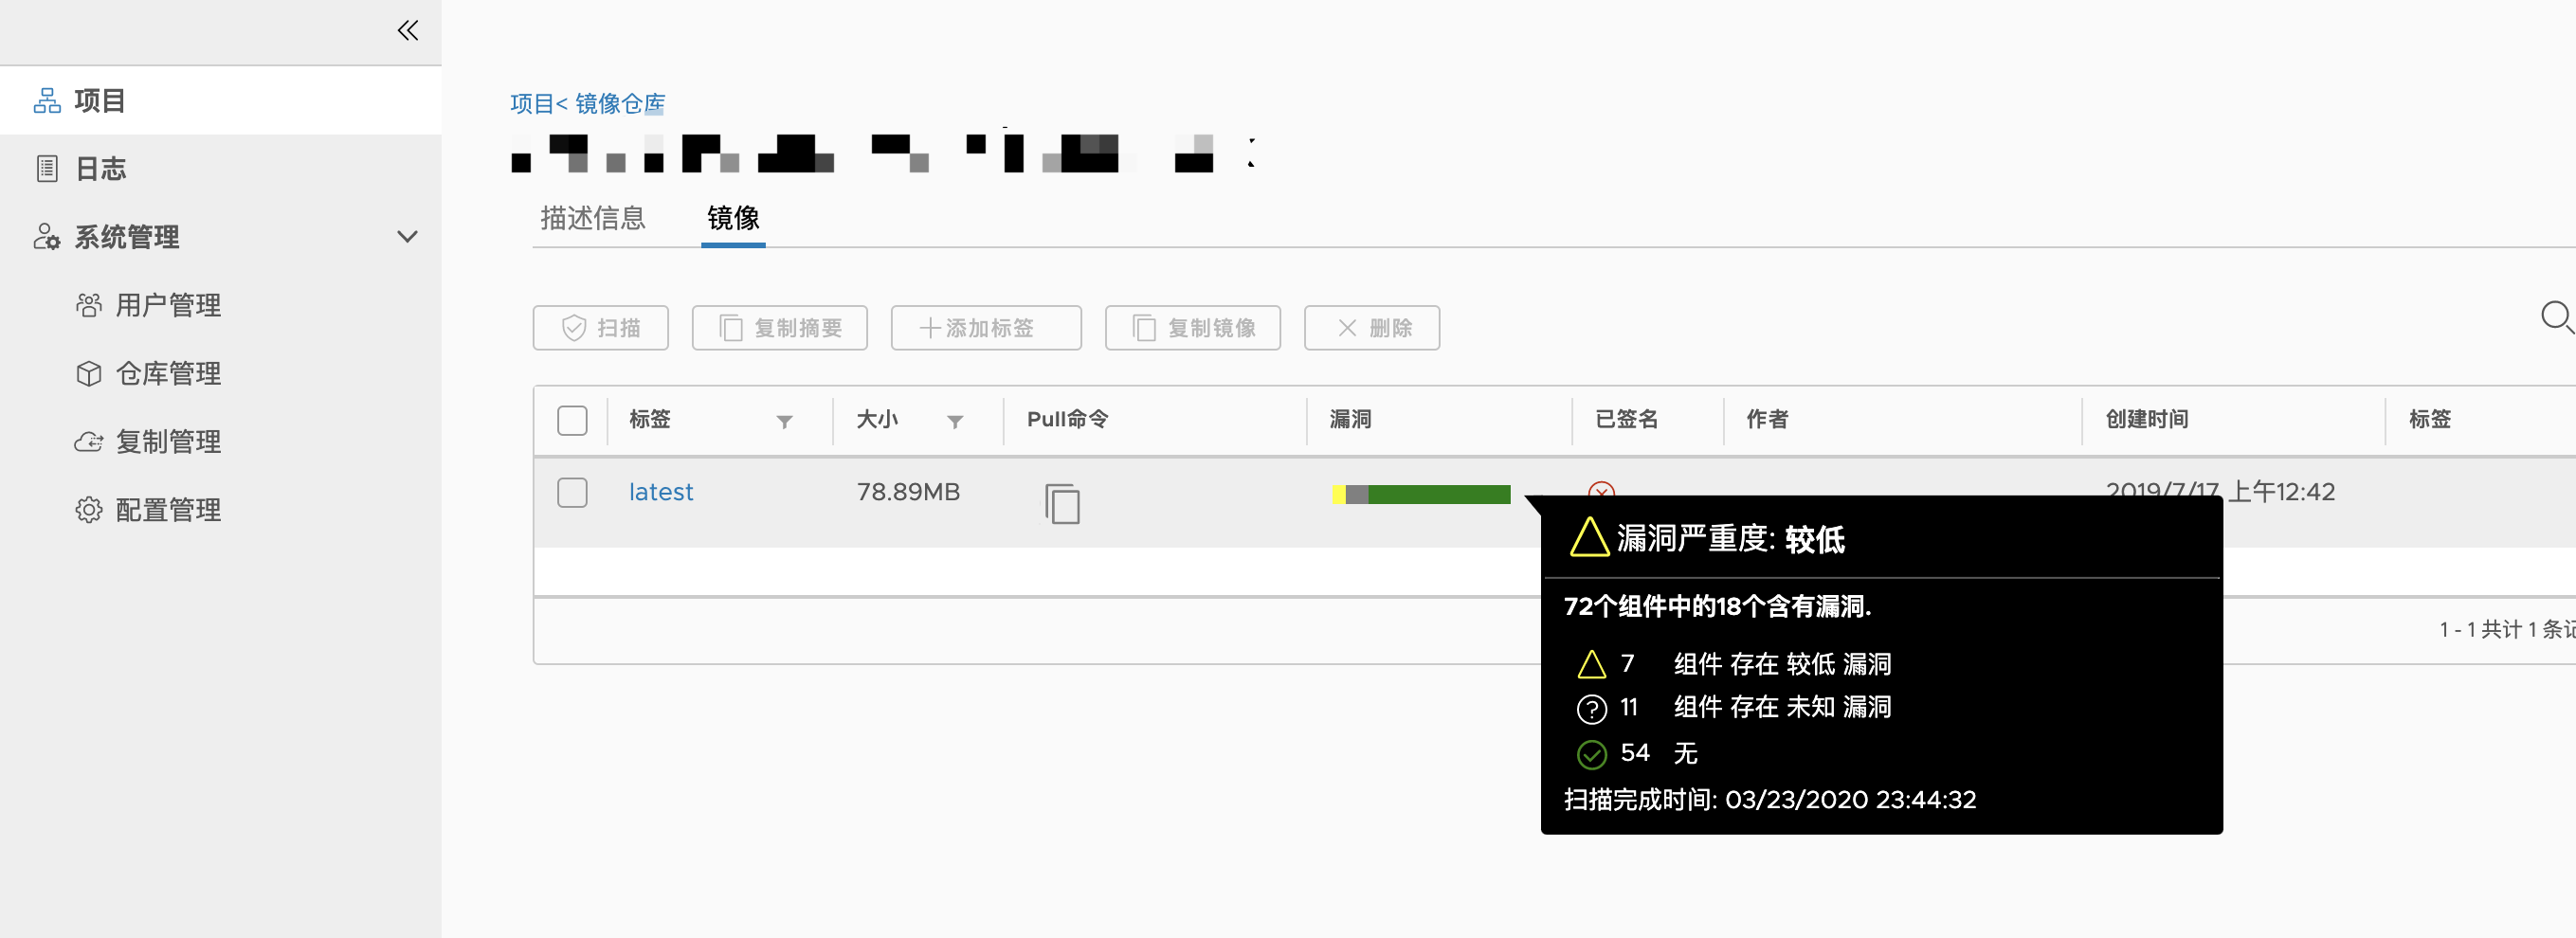 项目
日志
系统管理
用户管理
仓库管理
复制管理
配置管理
项目< 镜像仓库
描述信息 镜像
扫描 复制摘要 添加标签 复制镜像 删除
标签 大小 Pull命令 漏洞 已签名 作者 创建时间 标签
latest 78.89MB 2019/7/17 上午12:42
漏洞严重度: 较低
72个组件中的18个含有漏洞.
7 组件 存在 较低 漏洞
11 组件 存在 未知 漏洞
54 无
扫描完成时间: 03/23/2020 23:44:32
1 - 1 共计 1 条